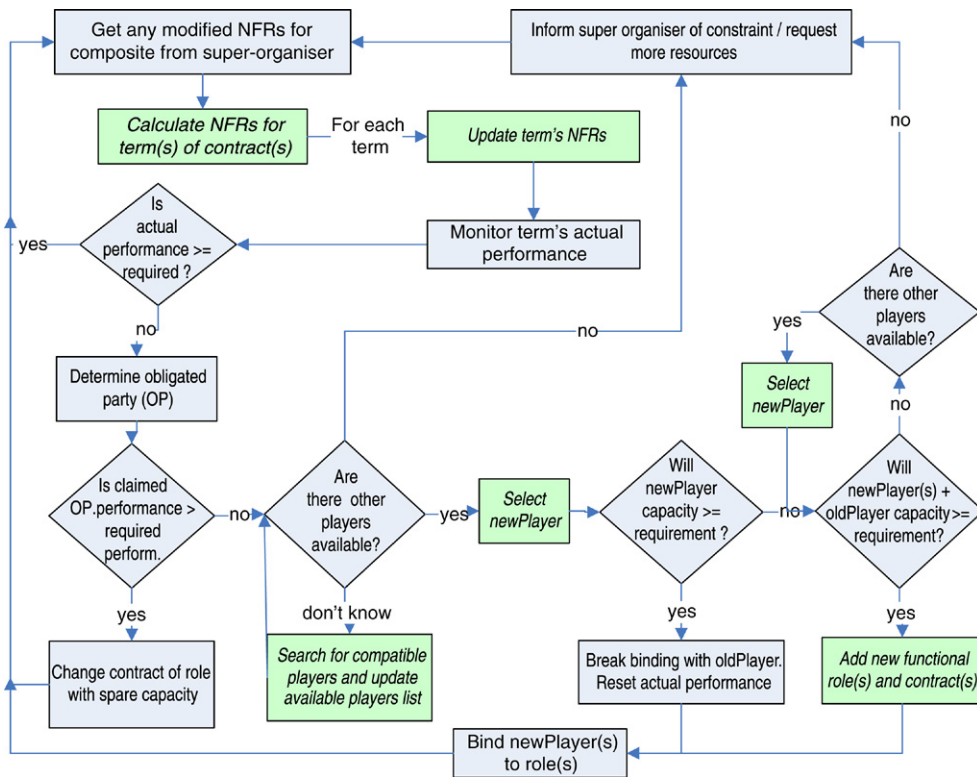 Get any modified NFRs for
composite from super-organiser
Inform super organiser of constraint / request
more resources
no
Calculate NFRs for
term(s) of contract(s)
For each
term
Update term's NFRs
Is
actual
performance >=
required ?
yes
Monitor term's actual
performance
Are
there other
players
available?
no
no
yes
Determine obligated
party (OP)
Select
newPlayer
no
Is claimed
OP.performance >
required
perform.
no
Are
there other
players
available?
yes
Select
newPlayer
Will
newPlayer
capacity >=
requirement ?
no
Will
newPlayer(s) +
oldPlayer capacity>=
requirement?
yes
don't know
yes
yes
Change contract of role
with spare capacity
Search for compatible
players and update
available players list
Break binding with oldPlayer.
Reset actual performance
Add new functional
role(s) and contract(s)
Bind newPlayer(s)
to role(s)